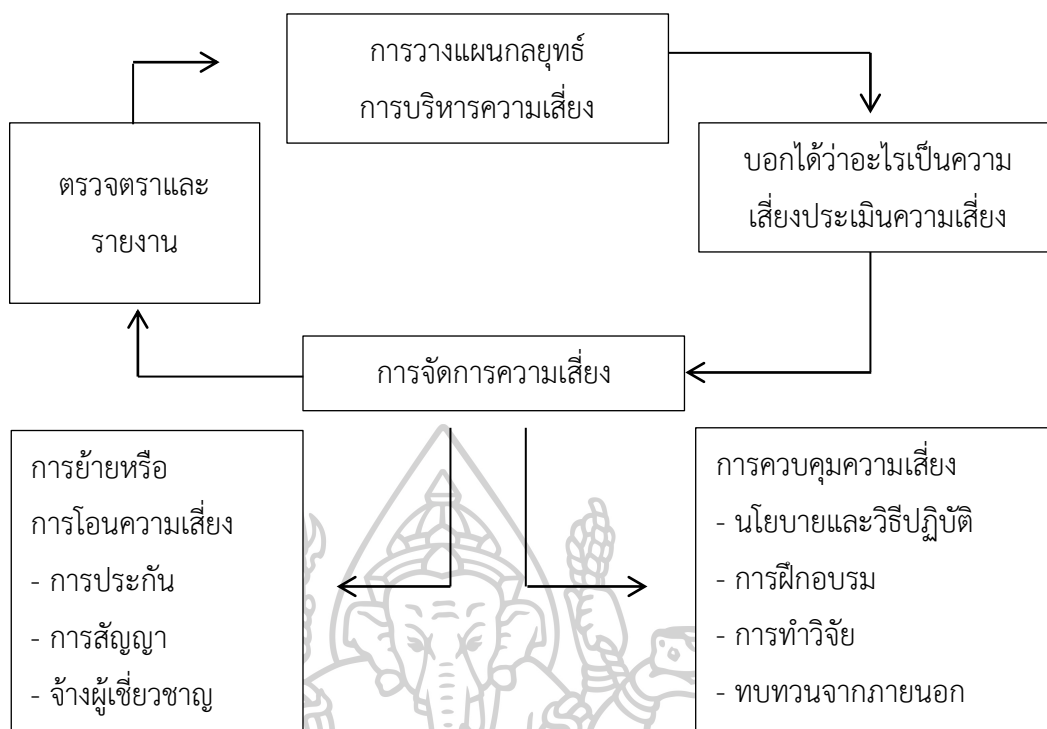 การวางแผนกลยุทธ์
การบริหารความเสี่ยง
บอกได้ว่าอะไรเป็นความ
เสี่ยงประเมินความเสี่ยง
ตรวจตราและ
รายงาน
การจัดการความเสี่ยง
การย้ายหรือ
การโอนความเสี่ยง
- การประกัน
- การสัญญา
- จ้างผู้เชี่ยวชาญ
การควบคุมความเสี่ยง
- นโยบายและวิธีปฏิบัติ
- การฝึกอบรม
- การทำวิจัย
- ทบทวนจากภายนอก